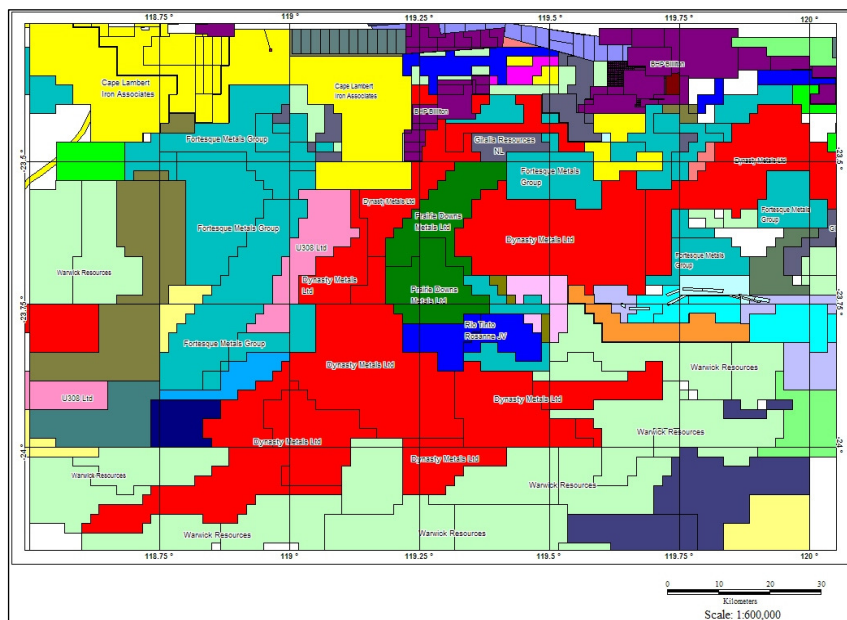 118.75 °
119 °
119.25 °
119.5 °
119.75 °
120 °
BHP Billiton
Cape Lambert
Iron Associates
Cape Lambert
Iron Associates
BHP Billiton
Fortesque Metals Group
Giralia Resources
NL
-23.5 °
-23.5 °
Dynasty Metals Ltd
Fortesque Metals
Group
Dynasty Metals Ltd
Prairie Downs
Metals Ltd
Fortesque Metals
Group
Fortesque Metals Group
Dynasty Metals Ltd
U308 Ltd
Fortesque Metals
Group
Warwick Resources
Dynasty Metals
Ltd
Prairie Downs
Metals Ltd
-23.75 °
-23.75 °
Rio Tinto
Rosanne JV
Fortesque Metals Group
Dynasty Metals Ltd
Warwick Resources
U308 Ltd
Dynasty Metals Ltd
Warwick Resources
Dynasty Metals Ltd
-24 °
-24 °
Dynasty Metals Ltd
Warwick Resources
Warwick Resources
Warwick Resources
Warwick Resources
Warwick Resources
118.75 °
119 °
119.25 °
119.5 °
119.75 °
120 °
0 10 20 30
Kilometers
Scale: 1:600,000